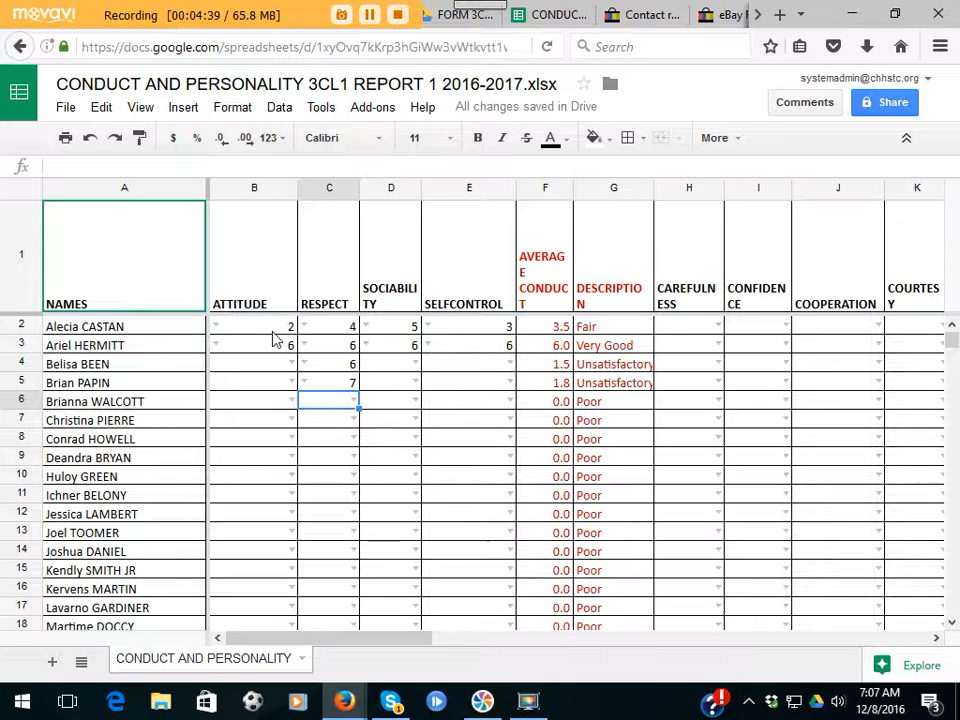 movavi Recording [00:04:39 / 65.8 MB]
FORM 3C... CONDUC... Contact r... eBay
https://docs.google.com/spreadsheets/d/1xyOvq7kKrp3hGiWw3vWtkvtt1v
Search
CONDUCT AND PERSONALITY 3CL1 REPORT 1 2016-2017.xlsx
systemadmin@chhstc.org
File Edit View Insert Format Data Tools Add-ons Help All changes saved in Drive
Comments Share
$ % .0 .00 123 Calibri 11 B I S A More
fx
A B C D E F G H I J K
1 NAMES ATTITUDE RESPECT SOCIABILI TY SELFCONTROL AVERAG E CONDUC T DESCRIPTIO N CAREFULN ESS CONFIDEN CE COOPERATION COURTES Y
2 Alecia CASTAN 2 4 5 3 3.5 Fair
3 Ariel HERMITT 6 6 6 6 6.0 Very Good
4 Belisa BEEN 6 1.5 Unsatisfactory
5 Brian PAPIN 7 1.8 Unsatisfactory
6 Brianna WALCOTT 0.0 Poor
7 Christina PIERRE 0.0 Poor
8 Conrad HOWELL 0.0 Poor
9 Deandra BRYAN 0.0 Poor
10 Huloy GREEN 0.0 Poor
11 Ichner BELONY 0.0 Poor
12 Jessica LAMBERT 0.0 Poor
13 Joel TOOMER 0.0 Poor
14 Joshua DANIEL 0.0 Poor
15 Kendly SMITH JR 0.0 Poor
16 Kervens MARTIN 0.0 Poor
17 Lavarno GARDINER 0.0 Poor
18 Martime DOCCY 0.0 Poor
CONDUCT AND PERSONALITY
Explore
7:07 AM
12/8/2016
3